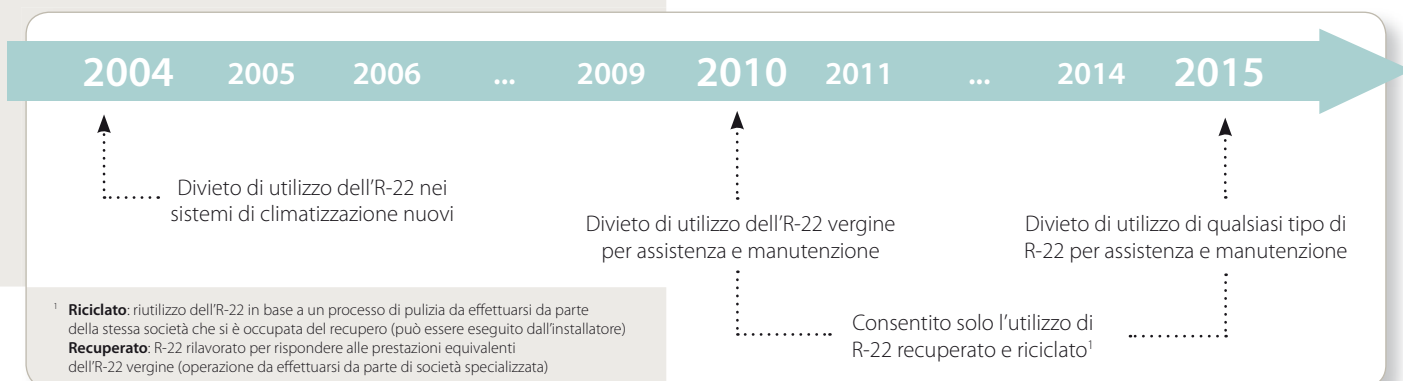 2004 2005 2006 ... 2009 2010 2011 ... 2014 2015
Divieto di utilizzo dell’R-22 nei
sistemi di climatizzazione nuovi
Divieto di utilizzo dell’R-22 vergine
per assistenza e manutenzione
Divieto di utilizzo di qualsiasi tipo di
R-22 per assistenza e manutenzione
Consentito solo l’utilizzo di
R-22 recuperato e riciclato¹
¹ Riciclato: riutilizzo dell’R-22 in base a un processo di pulizia da effettuarsi da parte
della stessa società che si è occupata del recupero (può essere eseguito dall’installatore)
Recuperato: R-22 rilavorato per rispondere alle prestazioni equivalenti
dell’R-22 vergine (operazione da effettuarsi da parte di società specializzata)